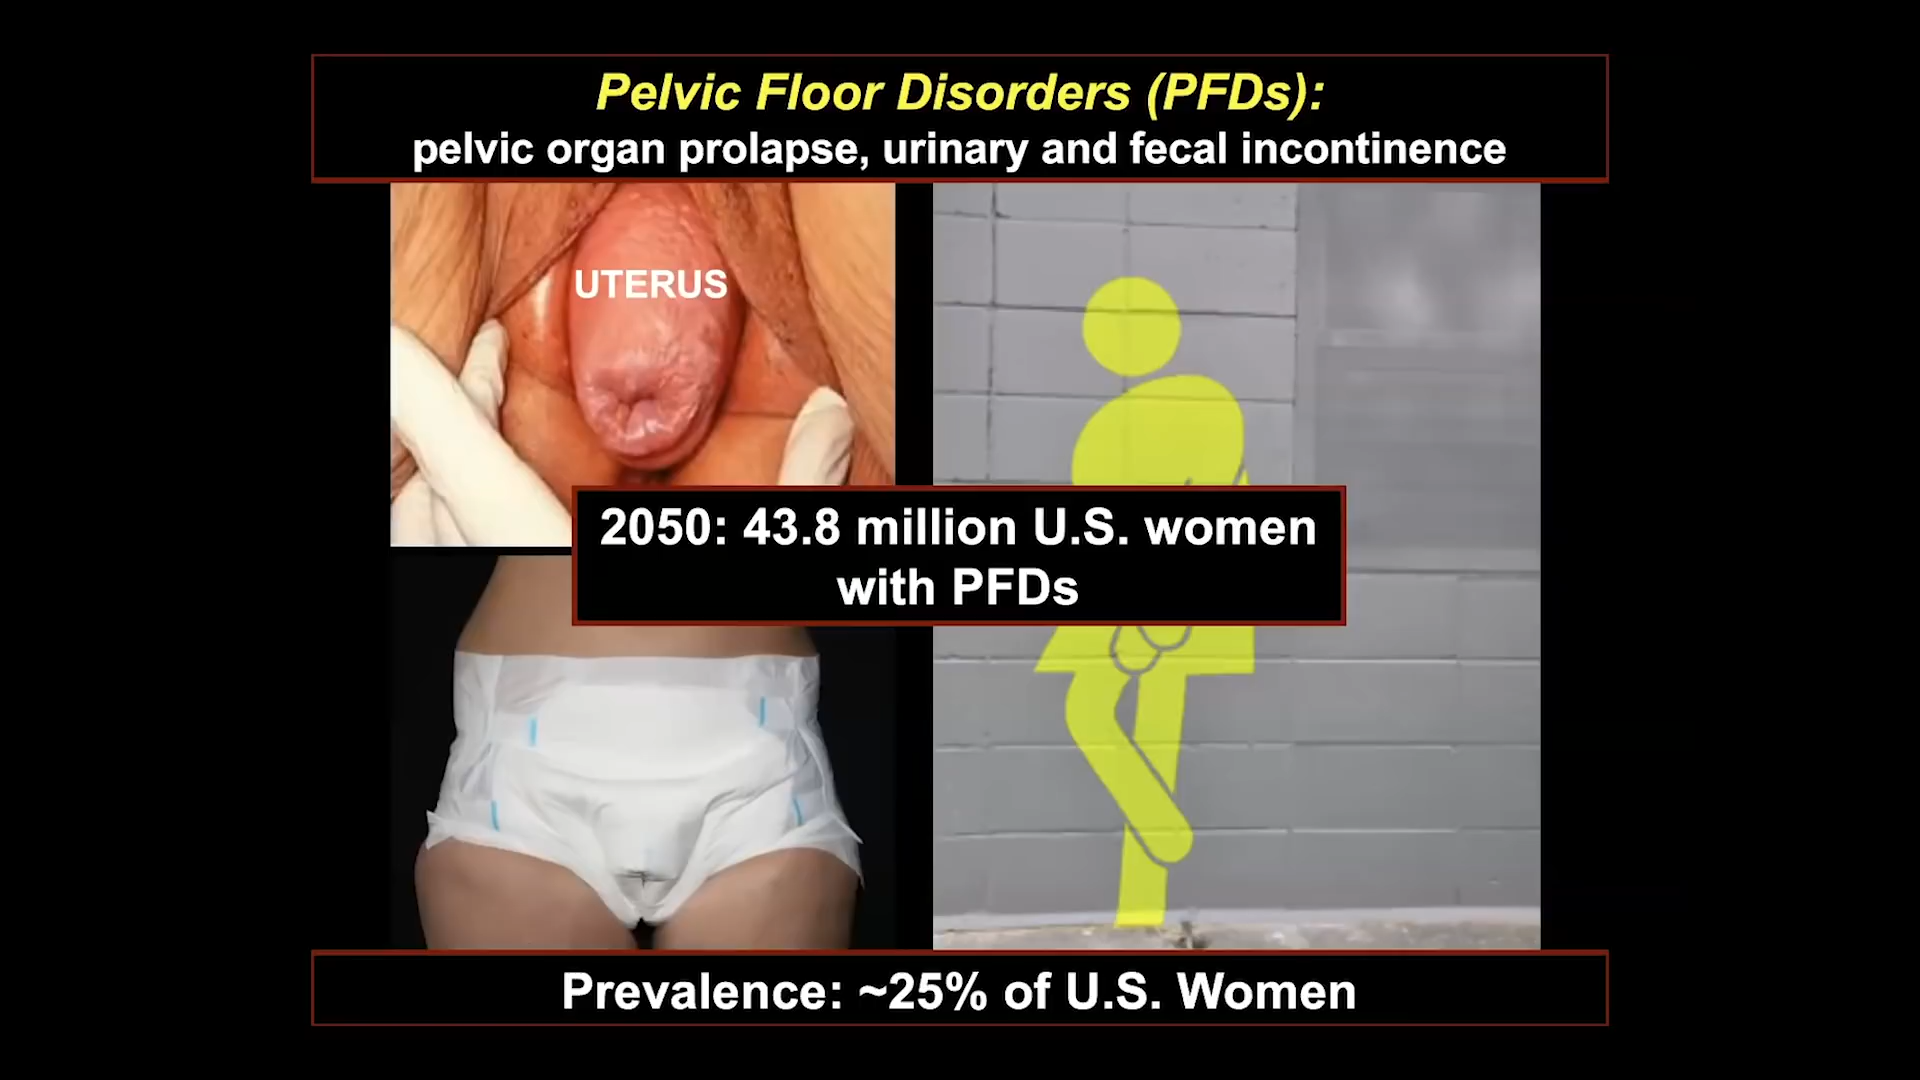 Pelvic Floor Disorders (PFDs):
pelvic organ prolapse, urinary and fecal incontinence
UTERUS
2050: 43.8 million U.S. women
with PFDs
Prevalence: ~25% of U.S. Women